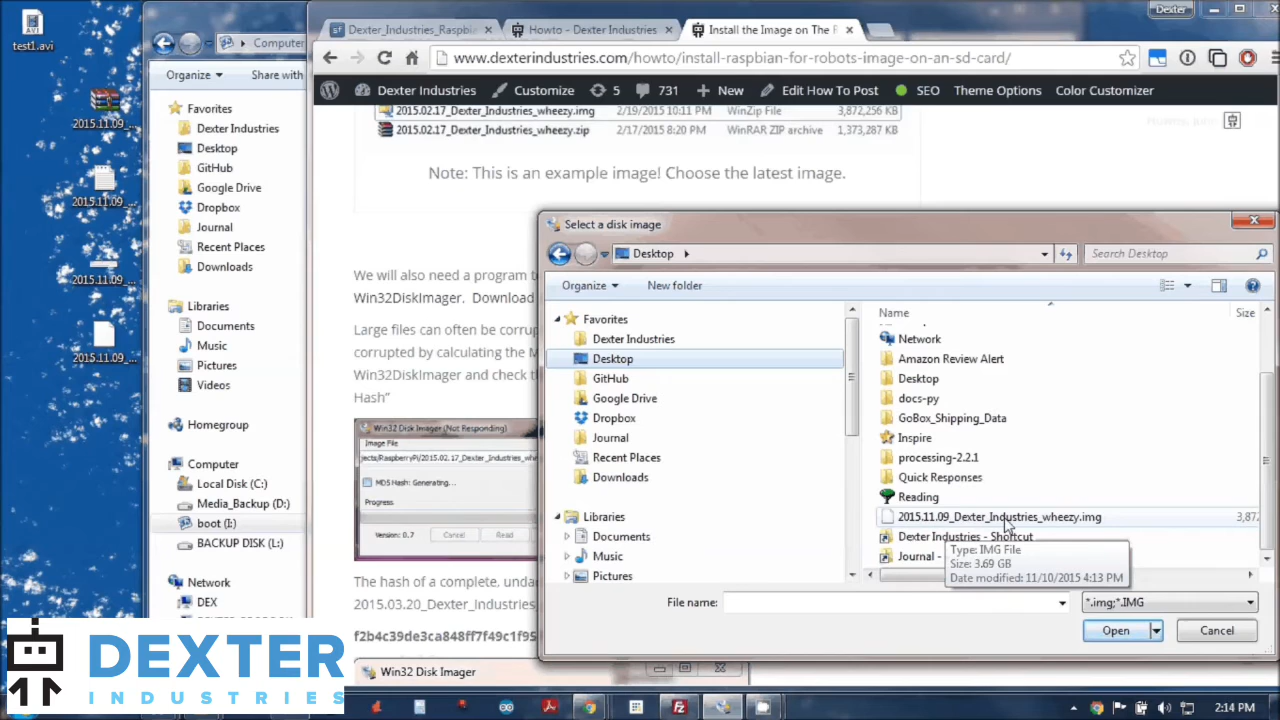 test1.avi
2015.11.09_...
2015.11.09_...
2015.11.09_...
2015.11.09_...
Computer
Organize
Share with
Favorites
Dexter Industries
Desktop
GitHub
Google Drive
Dropbox
Journal
Recent Places
Downloads
Libraries
Documents
Music
Pictures
Videos
Homegroup
Computer
Local Disk (C:)
Media_Backup (D:)
boot (I:)
BACKUP DISK (L:)
Network
DEX
Dexter
Dexter_Industries_Raspbi
Howto - Dexter Industries
Install the Image on The R
www.dexterindustries.com/howto/install-raspbian-for-robots-image-on-an-sd-card/
Dexter Industries
Customize
5
731
New
Edit How To Post
SEO
Theme Options
Color Customizer
2015.02.17_Dexter_Industries_wheezy.img 2/19/2015 10:11 PM WinZip File 3,872,256 KB
2015.02.17_Dexter_Industries_wheezy.zip 2/17/2015 8:20 PM WinRAR ZIP archive 1,373,287 KB
Note: This is an example image! Choose the latest image.
We will also need a program t
Win32DiskImager. Download
Large files can often be corru
corrupted by calculating the M
Win32DiskImager and check th
Hash"
Win32 Disk Imager (Not Responding)
Image File
jects/RaspberryPi/2015.02.17_Dexter_Industries_whe
MD5 Hash: Generating...
Progress
Version: 0.7
Cancel
Read
The hash of a complete, unda
2015.03.20_Dexter_Industries
f2b4c39de3ca848ff7f49c1f95
Win32 Disk Imager
Select a disk image
Desktop
Search Desktop
Organize
New folder
Favorites
Dexter Industries
Desktop
GitHub
Google Drive
Dropbox
Journal
Recent Places
Downloads
Libraries
Documents
Music
Pictures
Name
Size
Network
Amazon Review Alert
Desktop
docs-py
GoBox_Shipping_Data
Inspire
processing-2.2.1
Quick Responses
Reading
2015.11.09_Dexter_Industries_wheezy.img 3,872
Dexter Industries - Shortcut
Journal -
Type: IMG File
Size: 3.69 GB
Date modified: 11/10/2015 4:13 PM
File name:
*.img;*.IMG
Open
Cancel
DEXTER
INDUSTRIES
2:14 PM